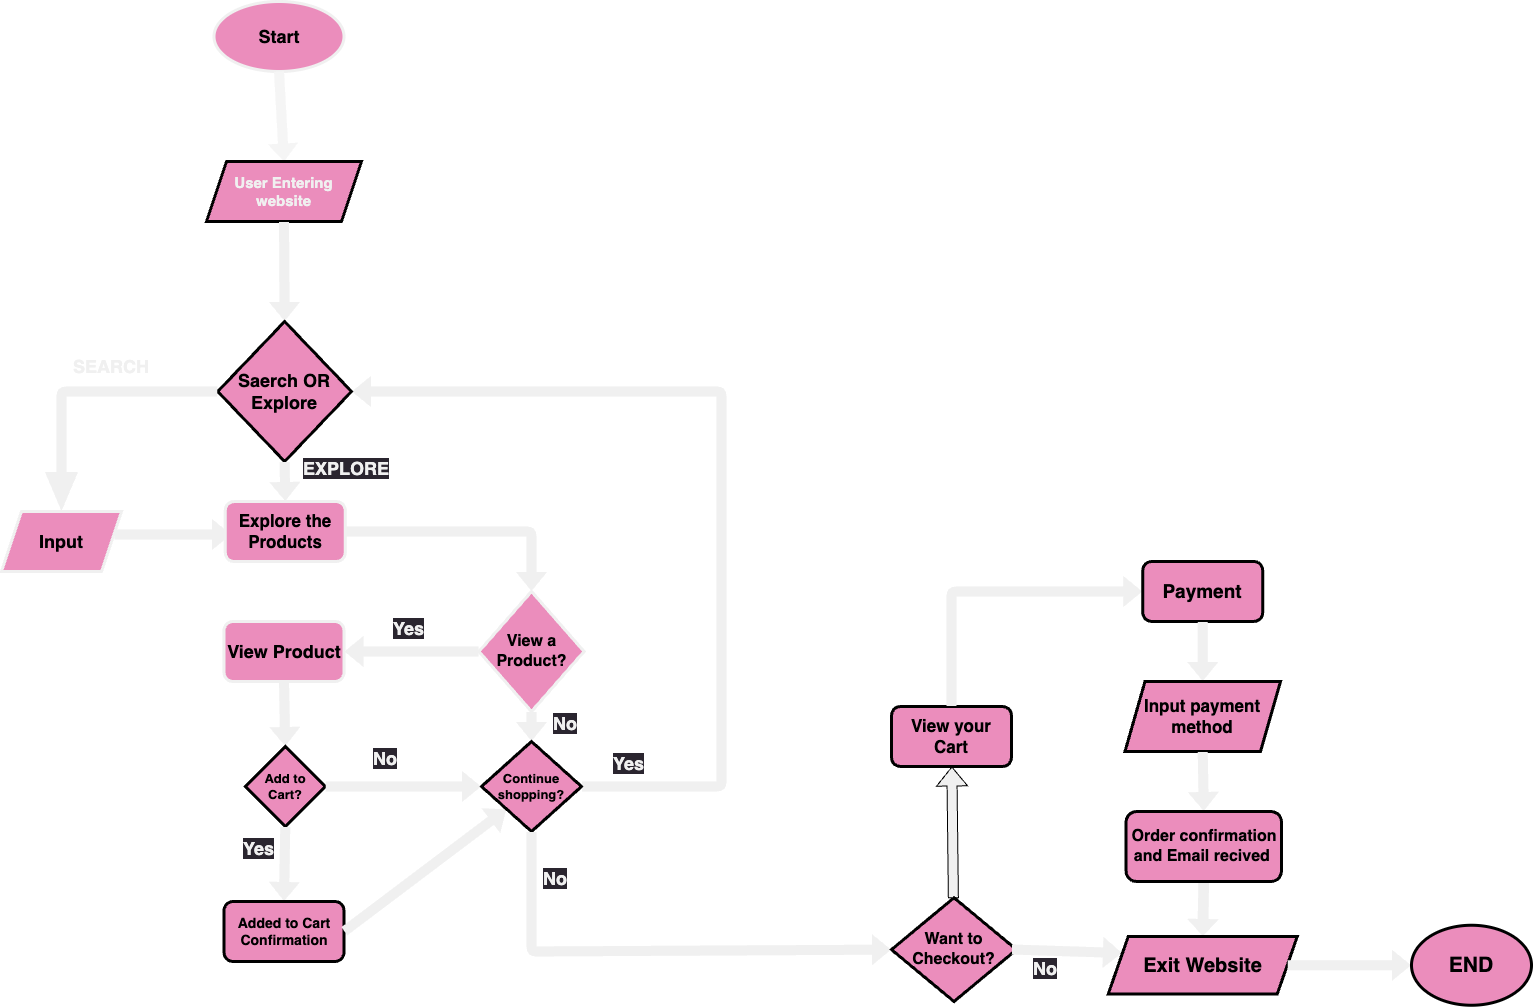 Start
User Entering
website
SEARCH
Saerch OR
Explore
EXPLORE
Input
Explore the
Products
View Product
Yes
View a
Product?
No
Add to
Cart?
No
Continue
shopping?
Yes
Yes
Added to Cart
Confirmation
No
Want to
Checkout?
No
View your
Cart
Payment
Input payment
method
Order confirmation
and Email recived
Exit Website
END